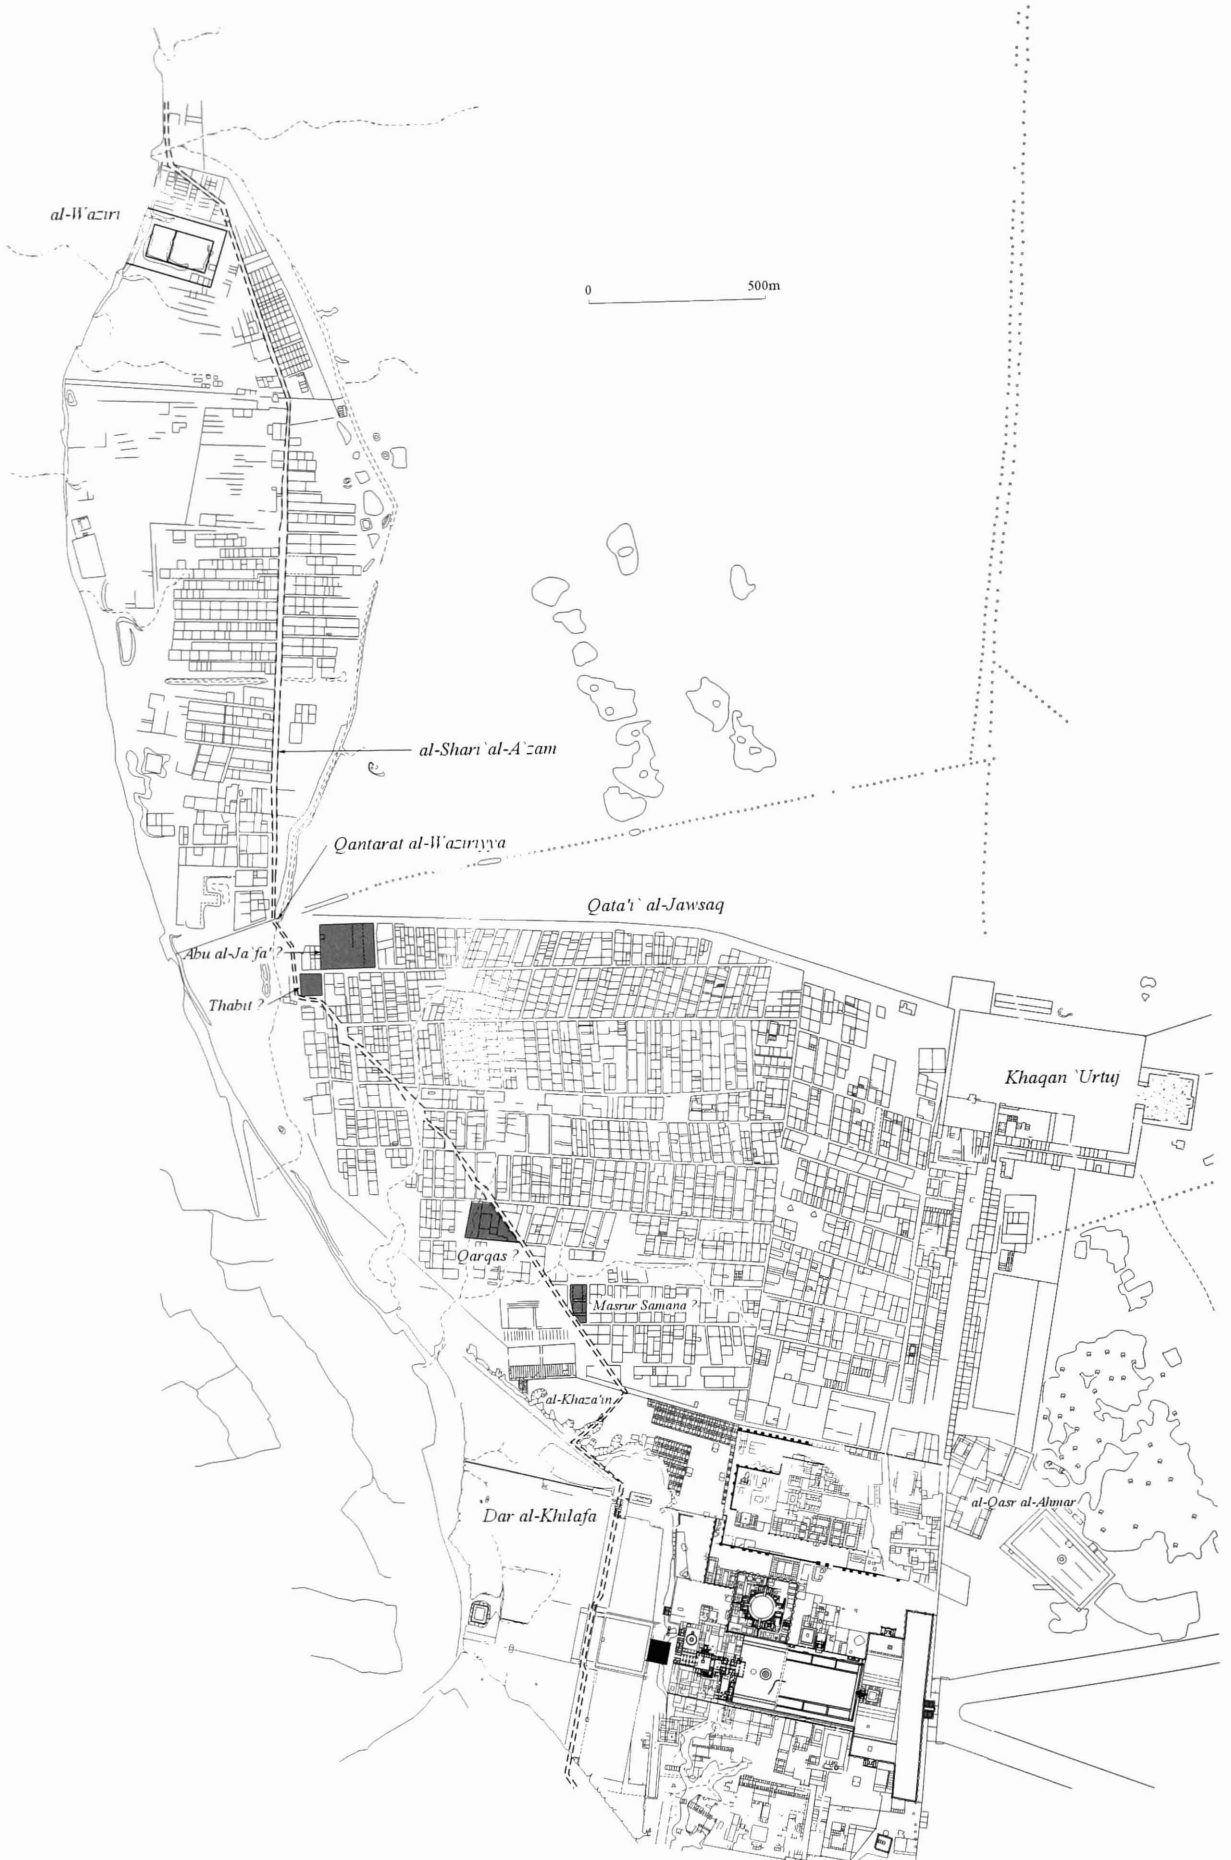 al-Waziri
0 500m
al-Shari`al-A`zam
Qantarat al-Waziriyya
Qata'i` al-Jawsaq
Abu al-Ja`fa' ?
Thabit ?
Khaqan `Urtuj
Qarqas ?
Masrur Samana ?
al-Khaza'in
al-Qasr al-Ahmar
Dar al-Khilafa